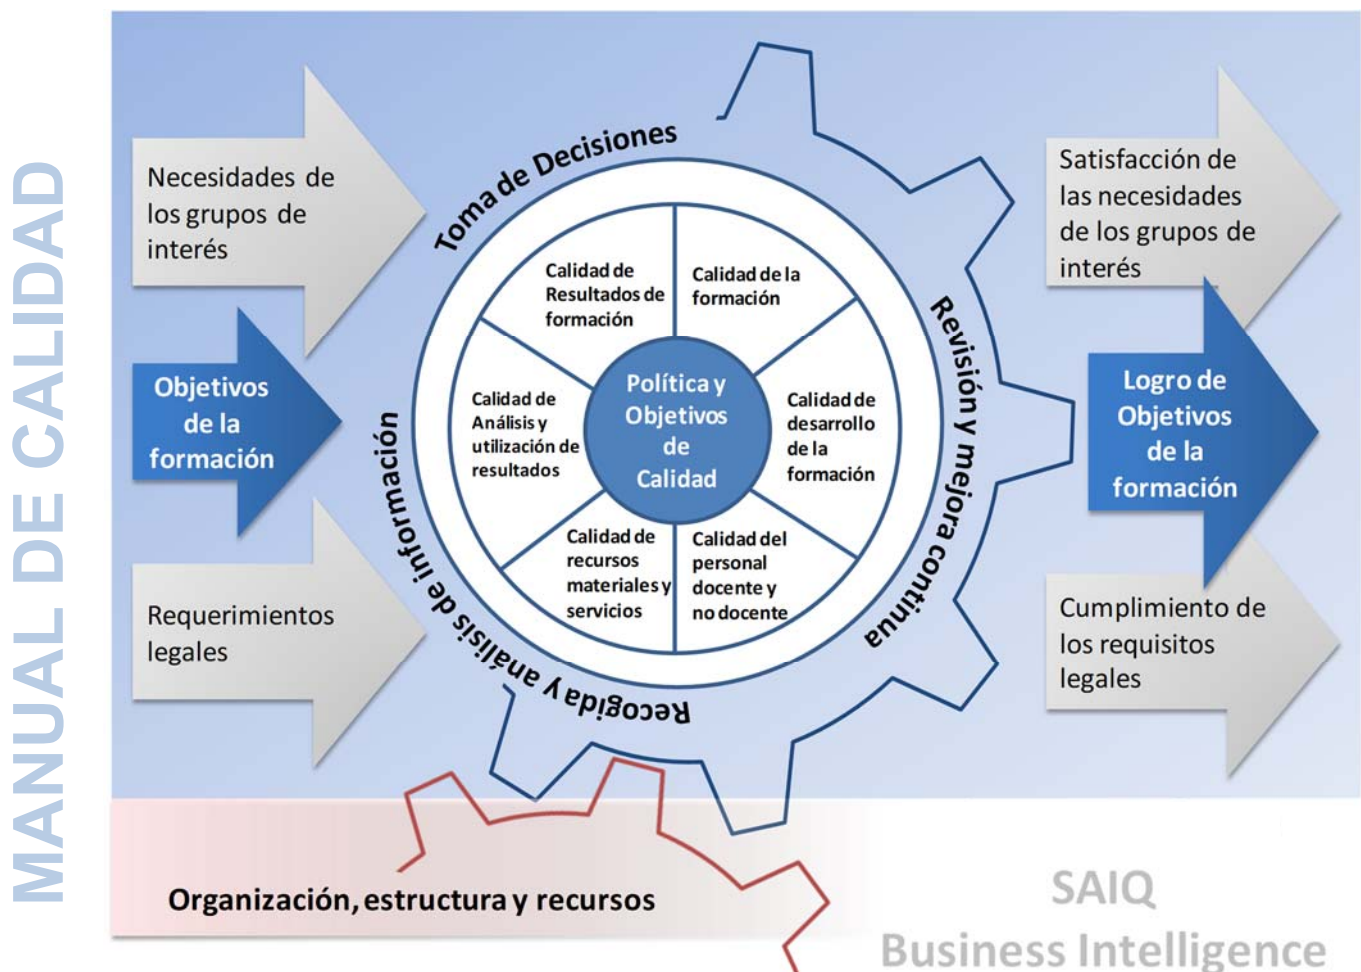 MANUAL DE CALIDAD
Necesidades de
los grupos de
interés
Objetivos
de la
formación
Requerimientos
legales
Toma de Decisiones
Revisión y mejora continua
Recogida y análisis de información
Calidad de
Resultados de
formación
Calidad de la
formación
Calidad de
Análisis y
utilización de
resultados
Política y
Objetivos
de
Calidad
Calidad de
desarrollo
de la
formación
Calidad de
recursos
materiales y
servicios
Calidad del
personal
docente y
no docente
Satisfacción de
las necesidades
de los grupos de
interés
Logro de
Objetivos
de la
formación
Cumplimiento de
los requisitos
legales
Organización, estructura y recursos
SAIQ
Business Intelligence